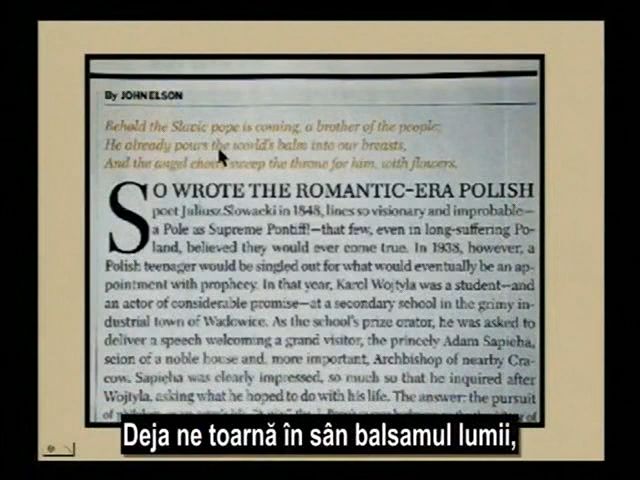 By JOHN ELSON
Behold the Slavic pope is coming, a brother of the people;
He already pours the world's balm into our breasts,
And the angel choirs sweep the throne for him, with flowers.
SO WROTE THE ROMANTIC-ERA POLISH
poet Juliusz Slowacki in 1848, lines so visionary and improbable—
a Pole as Supreme Pontiff!—that few, even in long-suffering Po-
land, believed they would ever come true. In 1938, however, a
Polish teenager would be singled out for what would eventually be an ap-
pointment with prophecy. In that year, Karol Wojtyla was a student—and
an actor of considerable promise—at a secondary school in the grimy in-
dustrial town of Wadowice. As the school's prize orator, he was asked to
deliver a speech welcoming a grand visitor, the princely Adam Sapieha,
scion of a noble house and, more important, Archbishop of nearby Cra-
cow. Sapieha was clearly impressed, so much so that he inquired after
Wojtyla, asking what he hoped to do with his life. The answer: the pursuit
of
Deja ne toarnă în sân balsamul lumii,